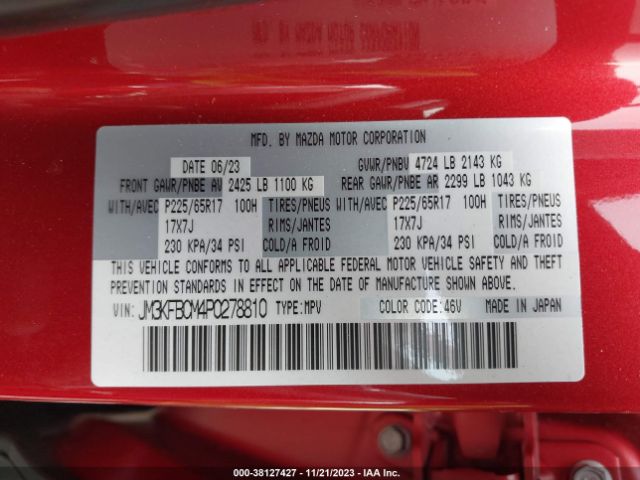 MFD. BY MAZDA MOTOR CORPORATION
DATE 06/23 GVWR/PNBV 4724 LB 2143 KG
FRONT GAWR/PNBE AV 2425 LB 1100 KG REAR GAWR/PNBE AR 2299 LB 1043 KG
WITH/AVEC P225/65R17 100H TIRES/PNEUS WITH/AVEC P225/65R17 100H TIRES/PNEUS
17X7J RIMS/JANTES 17X7J RIMS/JANTES
230 KPA/34 PSI COLD/A FROID 230 KPA/34 PSI COLD/A FROID
THIS VEHICLE CONFORMS TO ALL APPLICABLE FEDERAL MOTOR VEHICLE SAFETY AND THEFT
PREVENTION STANDARDS IN EFFECT ON THE DATE OF MANUFACTURE SHOWN ABOVE.
VIN: JM3KFBCM4P0278810 TYPE:MPV COLOR CODE:46V MADE IN JAPAN
000-38127427 - 11/21/2023 - IAA Inc.